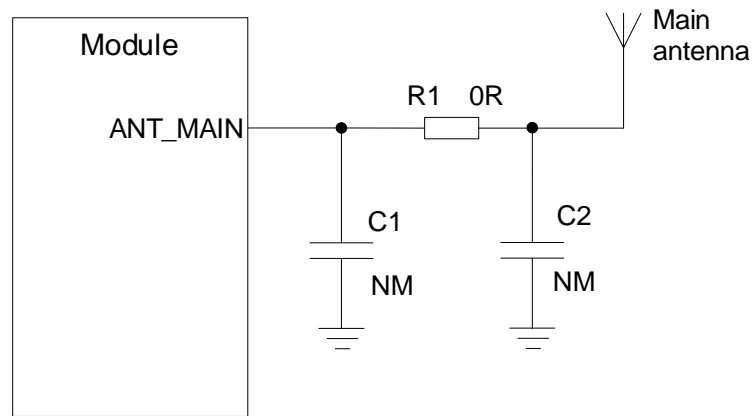 Main
antenna
Module
R1 0R
ANT_MAIN
C1
NM
C2
NM